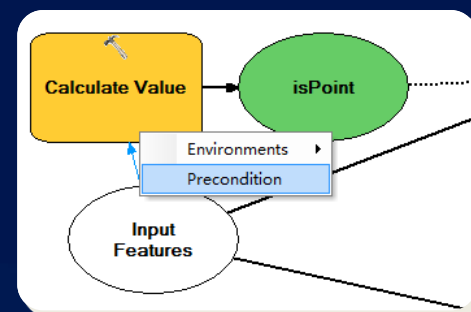 Calculate Value
isPoint
Environments
Precondition
Input
Features